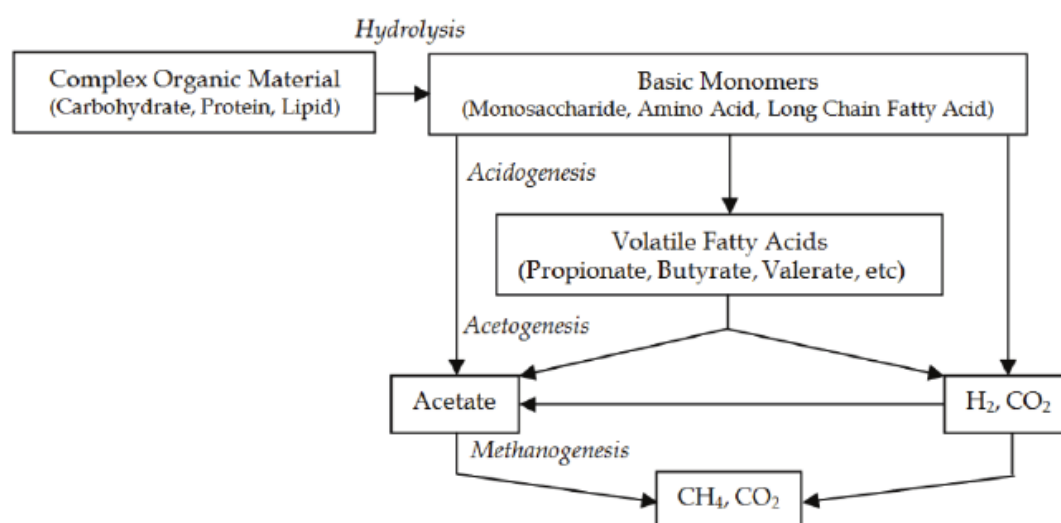 Hydrolysis
Complex Organic Material
(Carbohydrate, Protein, Lipid)
Basic Monomers
(Monosaccharide, Amino Acid, Long Chain Fatty Acid)
Acidogenesis
Volatile Fatty Acids
(Propionate, Butyrate, Valerate, etc)
Acetogenesis
Acetate
H₂, CO₂
Methanogenesis
CH₄, CO₂